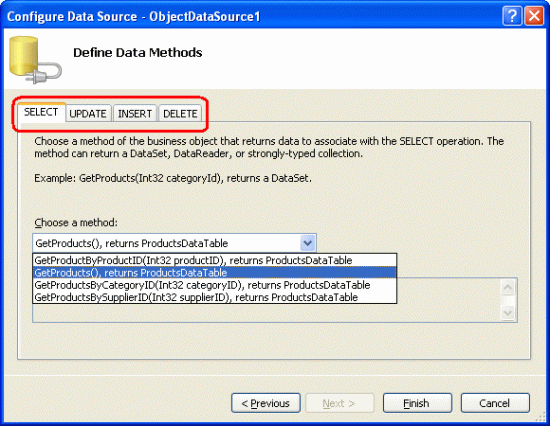 Configure Data Source - ObjectDataSource1
Define Data Methods
SELECT UPDATE INSERT DELETE
Choose a method of the business object that returns data to associate with the SELECT operation. The
method can return a DataSet, DataReader, or strongly-typed collection.
Example: GetProducts(Int32 categoryId), returns a DataSet.
Choose a method:
GetProducts(), returns ProductsDataTable
GetProductByProductID(Int32 productID), returns ProductsDataTable
GetProducts(), returns ProductsDataTable
GetProductsByCategoryID(Int32 categoryID), returns ProductsDataTable
GetProductsBySupplierID(Int32 supplierID), returns ProductsDataTable
< Previous Next > Finish Cancel